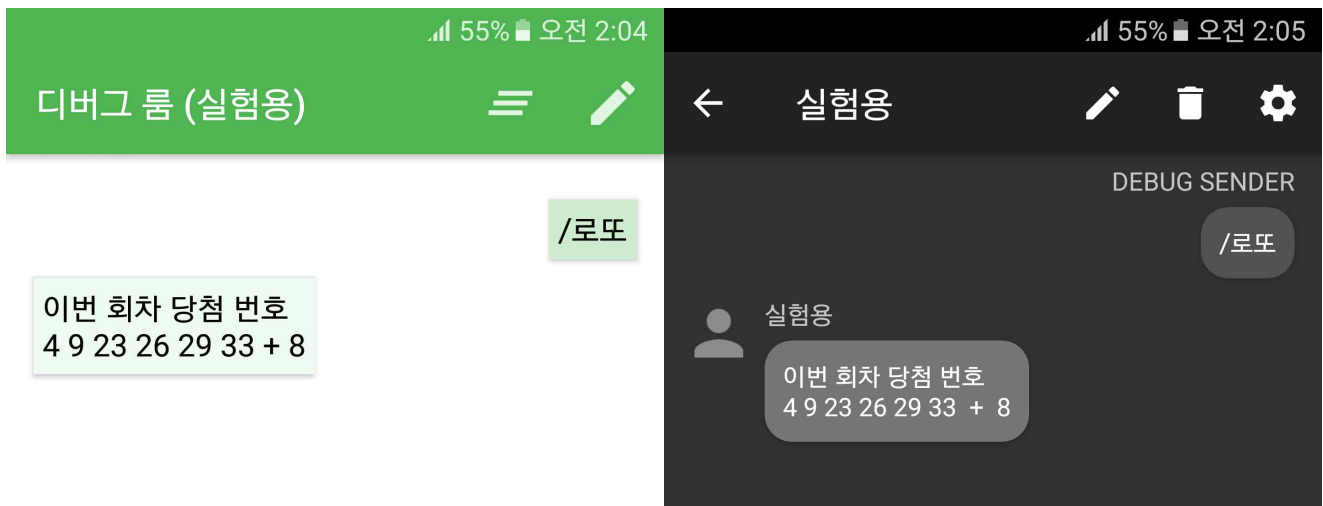 55% 오전 2:04
디버그 룸 (실험용)
/로또
이번 회차 당첨 번호
4 9 23 26 29 33 + 8
55% 오전 2:05
실험용
DEBUG SENDER
/로또
실험용
이번 회차 당첨 번호
4 9 23 26 29 33 + 8